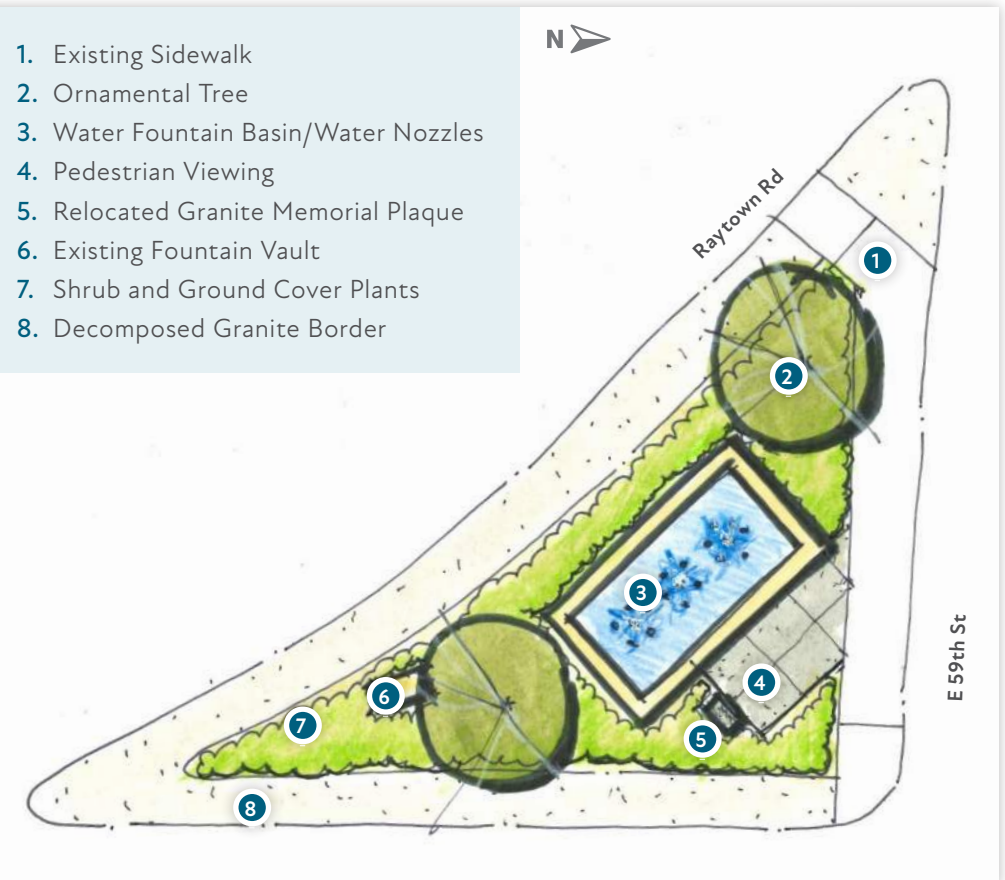 1. Existing Sidewalk
2. Ornamental Tree
3. Water Fountain Basin/Water Nozzles
4. Pedestrian Viewing
5. Relocated Granite Memorial Plaque
6. Existing Fountain Vault
7. Shrub and Ground Cover Plants
8. Decomposed Granite Border
N
Raytown Rd
1
2
3
E 59th St
4
6
7
5
8